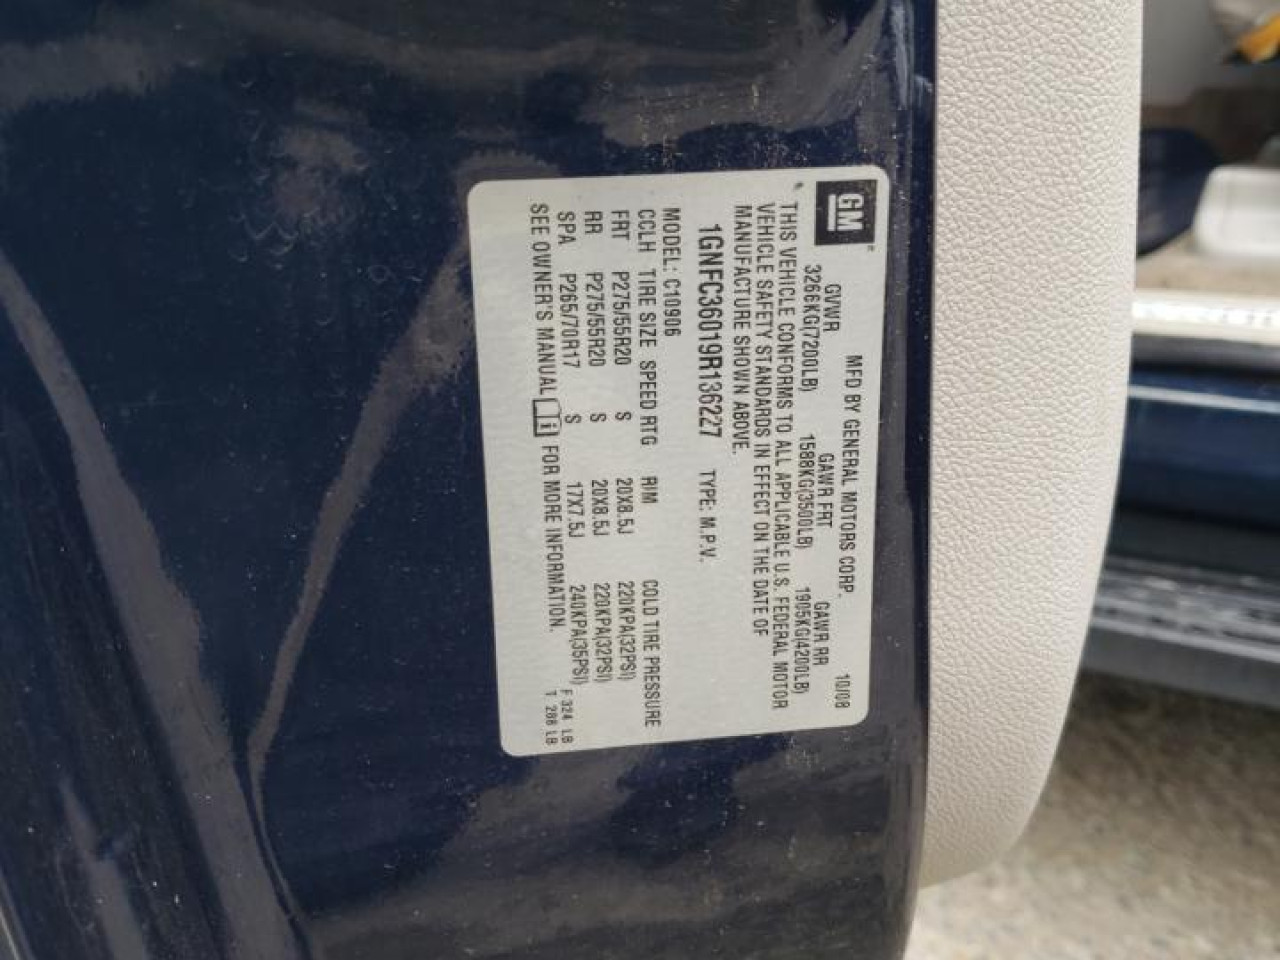 GM
MFD BY GENERAL MOTORS CORP. 10/08
GVWR GAWR FRT GAWR RR
3266KG(7200LB) 1588KG(3500LB) 1905KG(4200LB)
THIS VEHICLE CONFORMS TO ALL APPLICABLE U.S. FEDERAL MOTOR
VEHICLE SAFETY STANDARDS IN EFFECT ON THE DATE OF
MANUFACTURE SHOWN ABOVE.
1GNFC36019R136227 TYPE: M.P.V.
MODEL: C10906
CCLH TIRE SIZE SPEED RTG RIM COLD TIRE PRESSURE
FRT P275/55R20 S 20X8.5J 220KPA(32PSI)
RR P275/55R20 S 20X8.5J 220KPA(32PSI)
SPA P265/70R17 S 17X7.5J 240KPA(35PSI)
SEE OWNER'S MANUAL i FOR MORE INFORMATION.
F 324 LB
T 288 LB